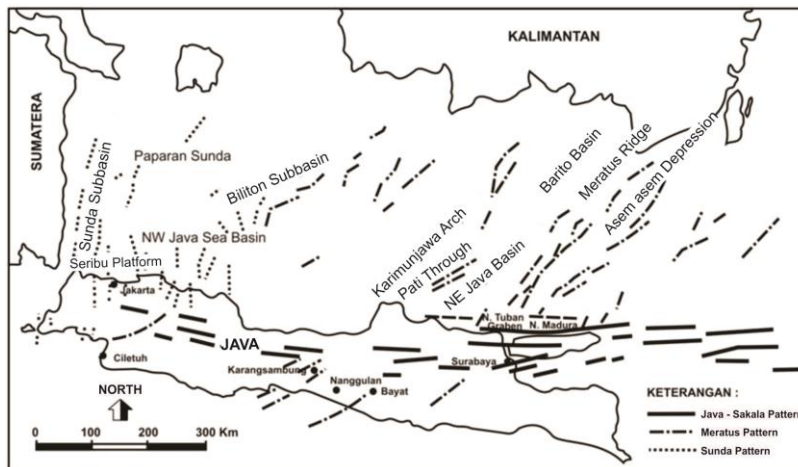 KALIMANTAN
SUMATERA
Paparan Sunda
Sunda Subbasin
Biliton Subbasin
Barito Basin
Meratus Ridge
Asem asem Depression
NW Java Sea Basin
Seribu Platform
Karimunjawa Arch
Pati Through
NE Java Basin
Jakarta
N. Tuban
Graben
N. Madura
JAVA
Surabaya
Ciletuh
Karangsambung
Nanggulan
Bayat
NORTH
0 100 200 300 Km
KETERANGAN :
Java - Sakala Pattern
Meratus Pattern
Sunda Pattern